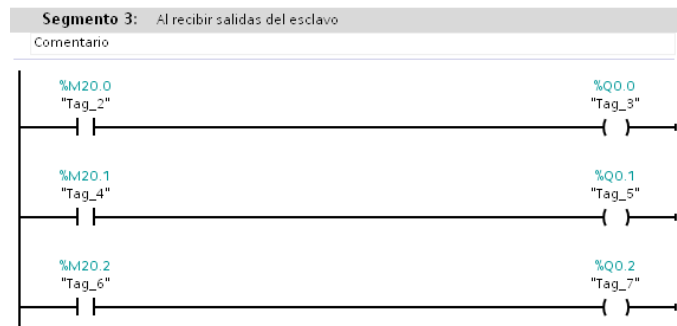 Segmento 3: Al recibir salidas del esclavo
Comentario
%M20.0 %Q0.0
"Tag_2" "Tag_3"
%M20.1 %Q0.1
"Tag_4" "Tag_5"
%M20.2 %Q0.2
"Tag_6" "Tag_7"